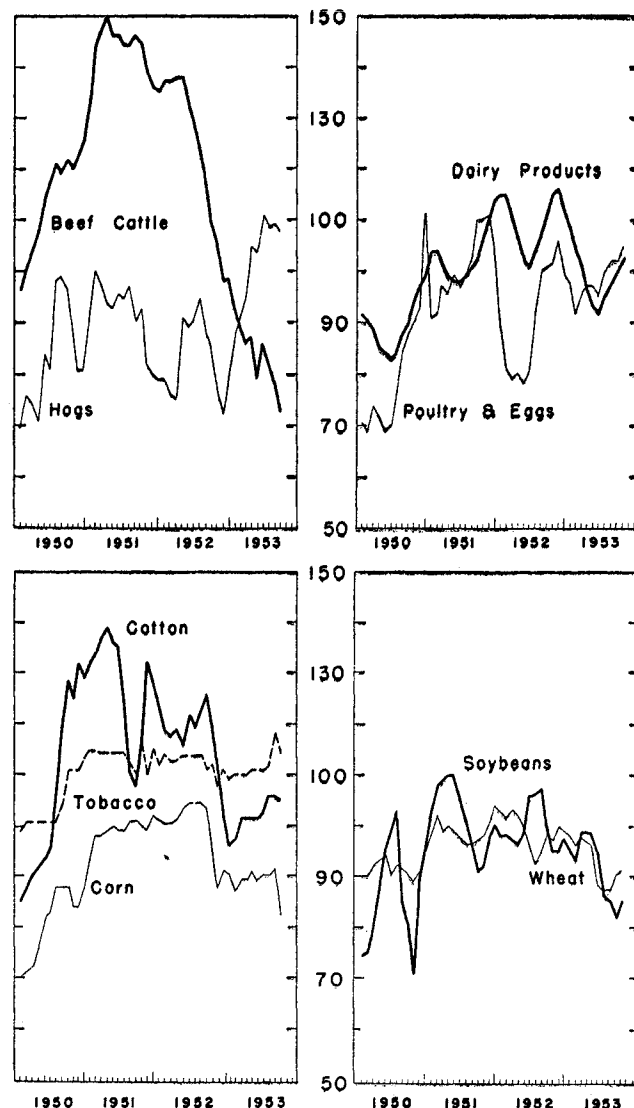 150
130
Dairy Products
Beef Cattle
100
90
Hogs
Poultry & Eggs
70
50
1950 1951 1952 1953
1950 1951 1952 1953
150
Cotton
130
Soybeans
100
Tobacco
Corn
90
Wheat
70
50
1950 1951 1952 1953
1950 1951 1952 1953